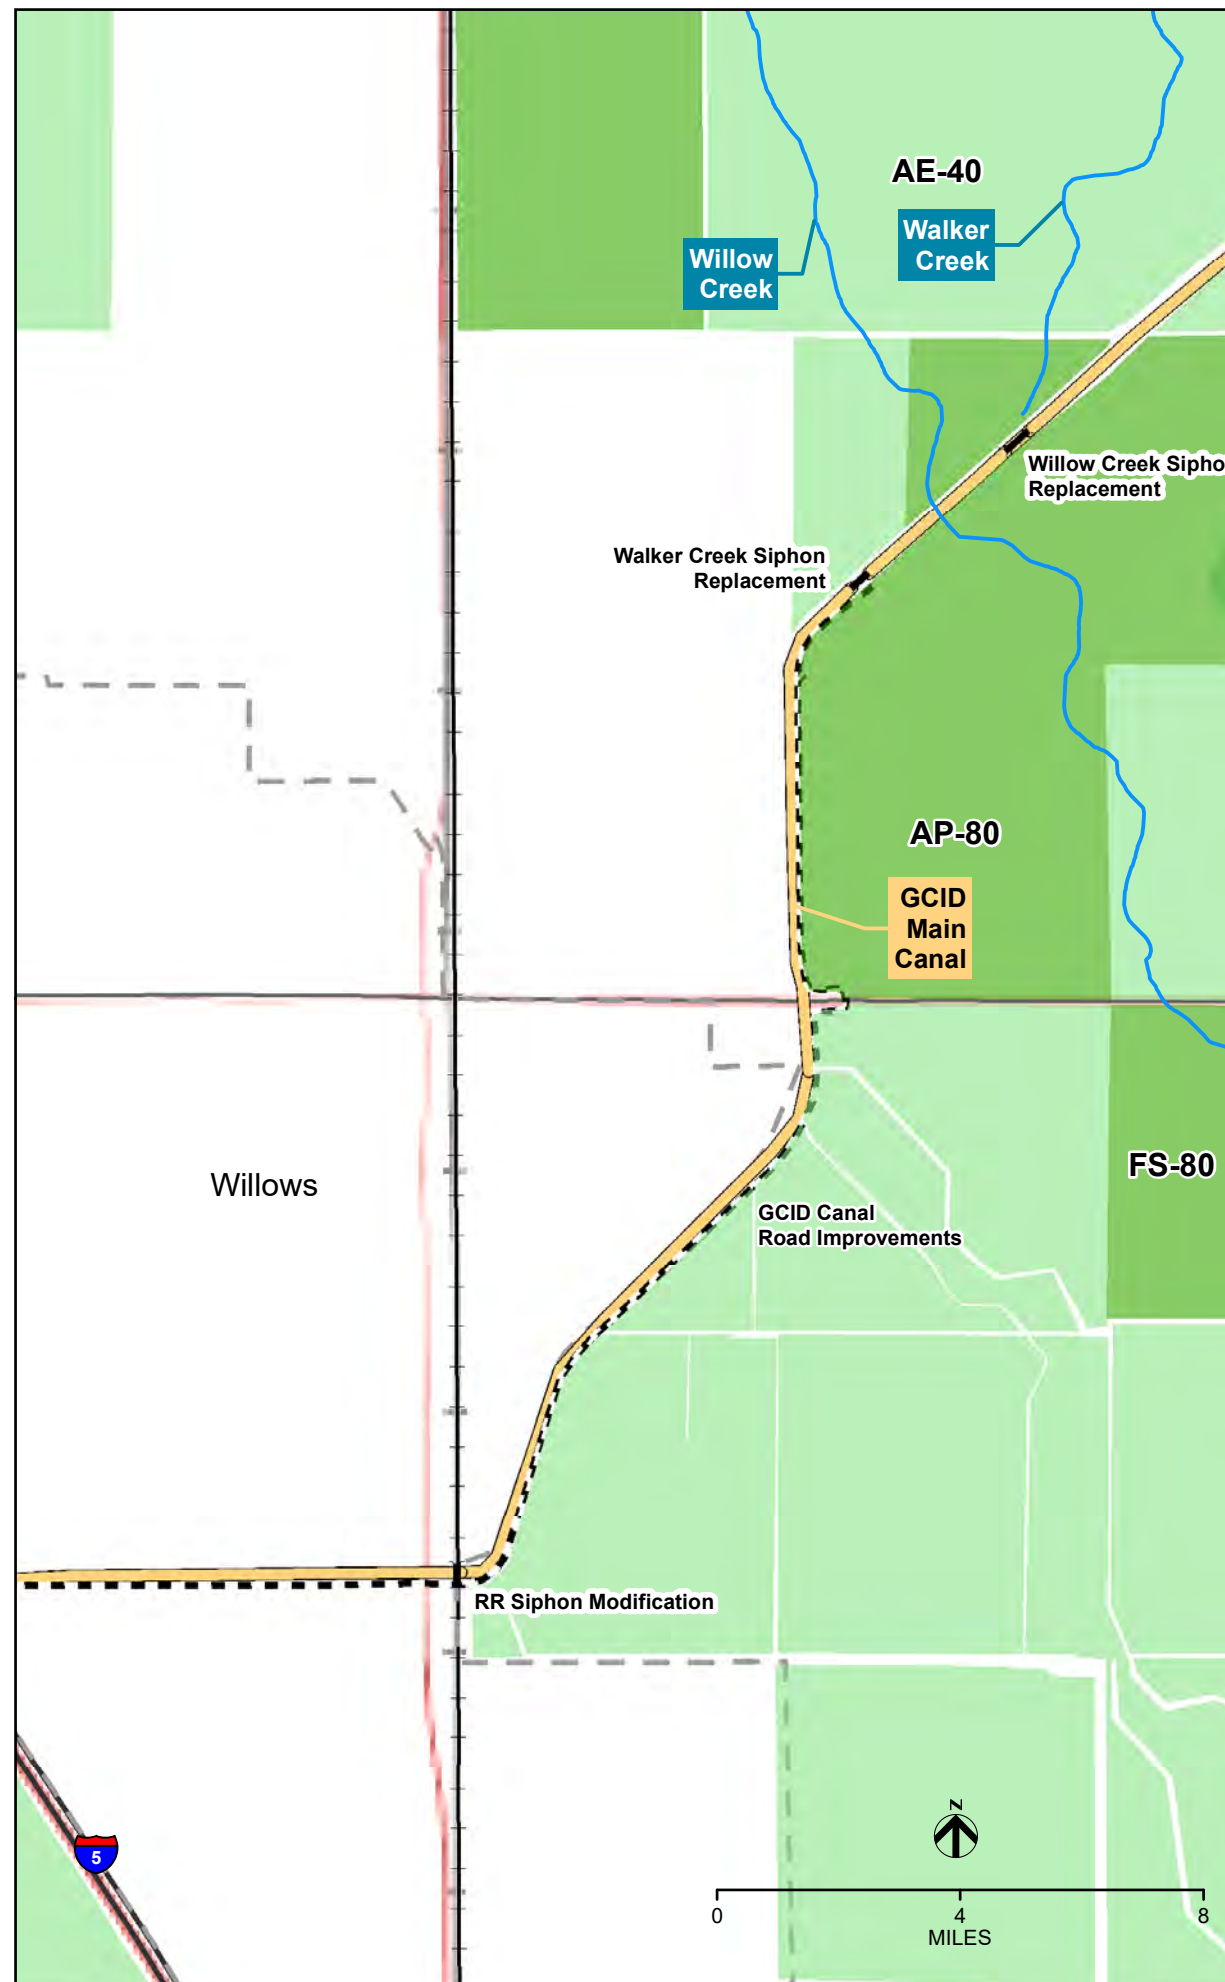 AE-40
Walker
Creek
Willow
Creek
Willow Creek Sipho
Replacement
Walker Creek Siphon
Replacement
AP-80
GCID
Main
Canal
FS-80
Willows
GCID Canal
Road Improvements
RR Siphon Modification
N
5
0 4 8
MILES